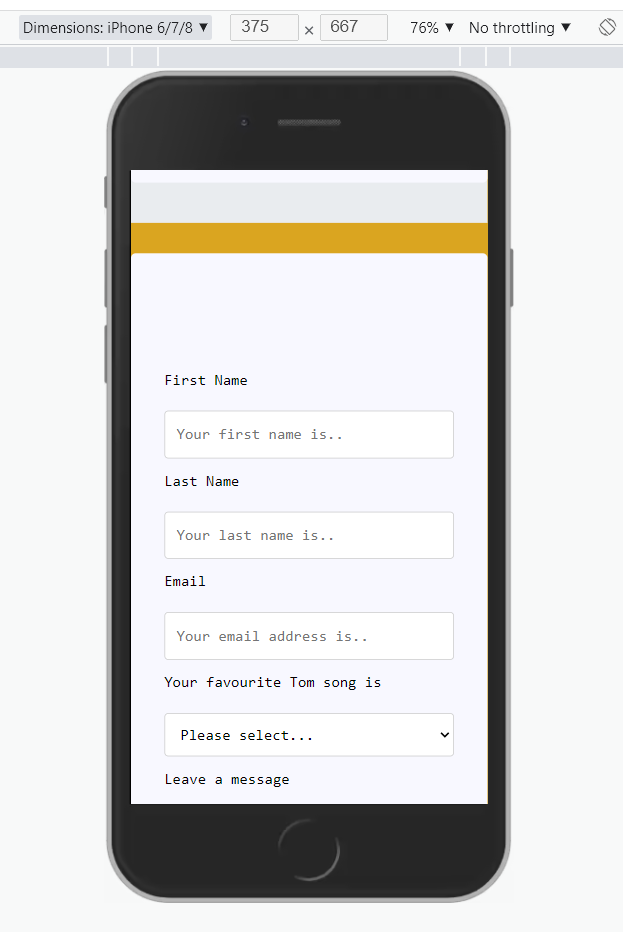 Dimensions: iPhone 6/7/8 ▼ 375 × 667 76% ▼ No throttling ▼
First Name
Your first name is..
Last Name
Your last name is..
Email
Your email address is..
Your favourite Tom song is
Please select...
Leave a message